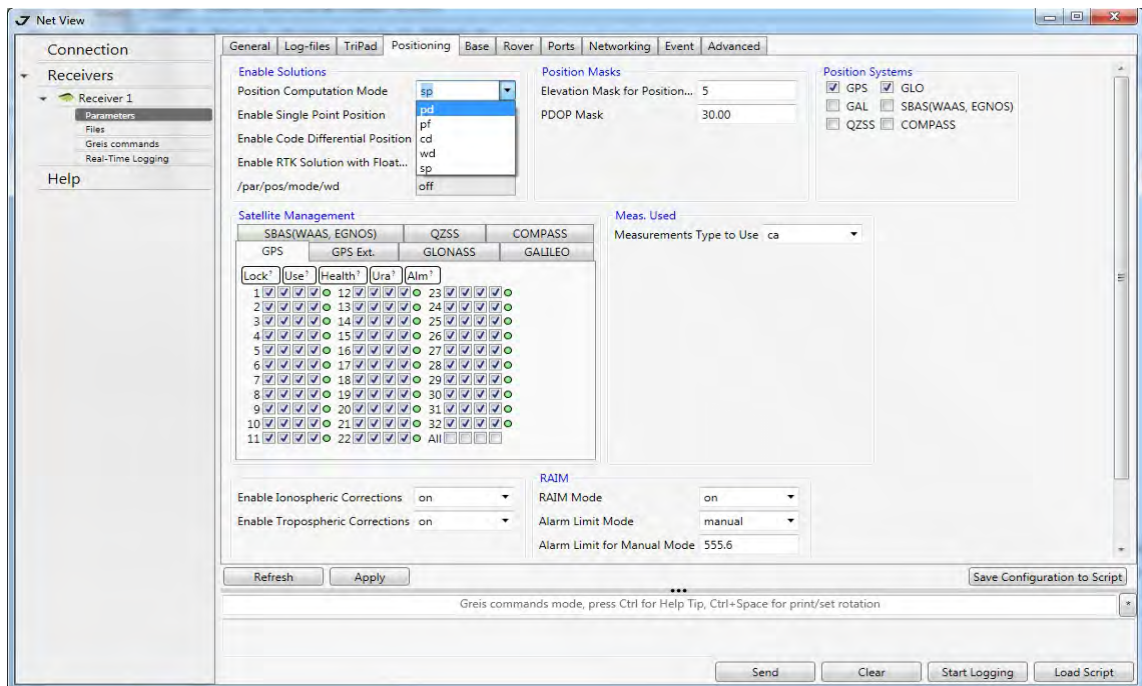 Net View
Connection
Receivers
Receiver 1
Parameters
Files
Greis commands
Real-Time Logging
Help
General Log-files TriPad Positioning Base Rover Ports Networking Event Advanced
Enable Solutions
Position Computation Mode sp
pd
pf
cd
wd
sp
Enable Single Point Position
Enable Code Differential Position
Enable RTK Solution with Float...
/par/pos/mode/wd off
Position Masks
Elevation Mask for Position... 5
PDOP Mask 30.00
Position Systems
GPS GLO
GAL SBAS(WAAS, EGNOS)
QZSS COMPASS
Satellite Management
SBAS(WAAS, EGNOS) QZSS COMPASS
GPS GPS Ext. GLONASS GALILEO
Lock? Use? Health? Ura? Alm?
1 12 23
2 13 24
3 14 25
4 15 26
5 16 27
6 17 28
7 18 29
8 19 30
9 20 31
10 21 32
11 22 All
Meas. Used
Measurements Type to Use ca
Enable Ionospheric Corrections on
Enable Tropospheric Corrections on
RAIM
RAIM Mode on
Alarm Limit Mode manual
Alarm Limit for Manual Mode 555.6
Refresh Apply Save Configuration to Script
Greis commands mode, press Ctrl for Help Tip, Ctrl+Space for print/set rotation *
Send Clear Start Logging Load Script